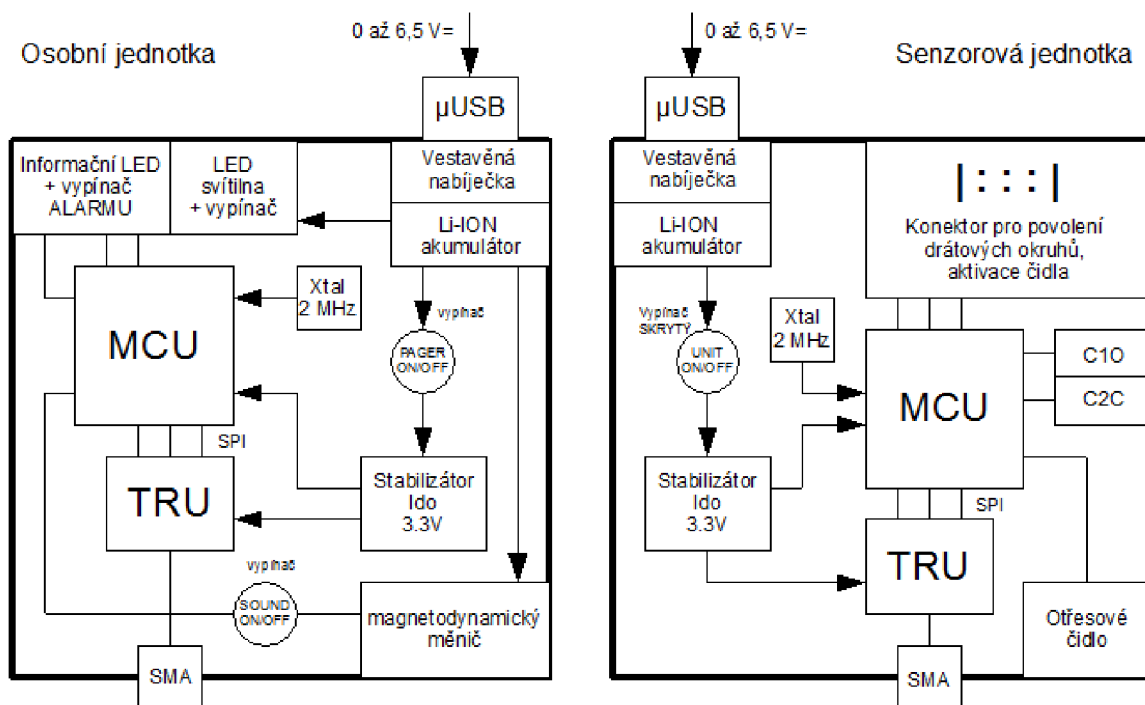 Osobní jednotka
0 až 6,5 V=
µUSB
Informační LED
+ vypínač
ALARMU
LED
svítilna
+ vypínač
Vestavěná
nabíječka
Li-ION
akumulátor
MCU
Xtal
2 MHz
vypínač
PAGER
ON/OFF
SPI
TRU
Stabilizátor
ldo
3.3V
vypínač
SOUND
ON/OFF
magnetodynamický
měnič
SMA
Senzorová jednotka
0 až 6,5 V=
µUSB
Vestavěná
nabíječka
Li-ION
akumulátor
|:::|
Konektor pro povolení
drátových okruhů,
aktivace čidla
Vypínač
SKRYTÝ
UNIT
ON/OFF
Xtal
2 MHz
MCU
C1O
C2C
Stabilizátor
ldo
3.3V
SPI
TRU
Otřesové
čidlo
SMA